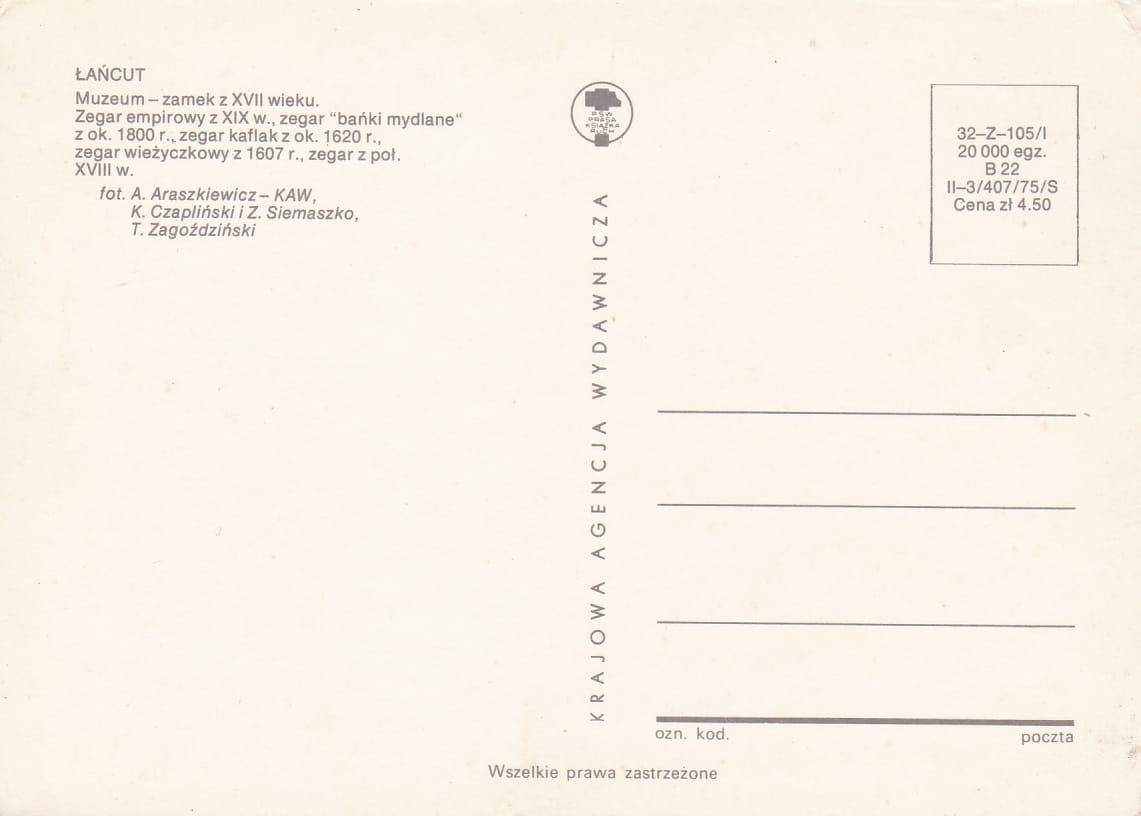 ŁAŃCUT
Muzeum – zamek z XVII wieku.
Zegar empirowy z XIX w., zegar "bańki mydlane"
z ok. 1800 r., zegar kaflak z ok. 1620 r.,
zegar wieżyczkowy z 1607 r., zegar z poł.
XVIII w.
fot. A. Araszkiewicz – KAW,
K. Czapliński i Z. Siemaszko,
T. Zagoździński
RSW
PRASA
KSIĄŻKA
RUCH
KRAJOWA AGENCJA WYDAWNICZA
32–Z–105/I
20 000 egz.
B 22
II–3/407/75/S
Cena zł 4.50
ozn. kod.
poczta
Wszelkie prawa zastrzeżone